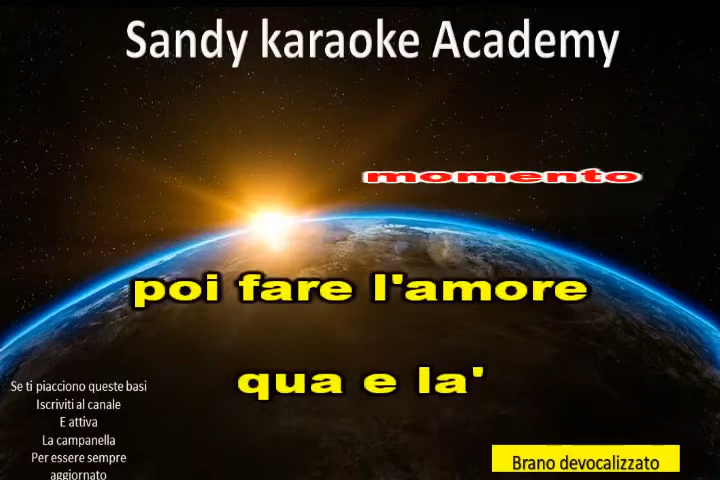 Sandy karaoke Academy
momento
poi fare l'amore
qua e la'
Se ti piacciono queste basi
Iscriviti al canale
E attiva
La campanella
Per essere sempre
aggiornato
Brano devocalizzato